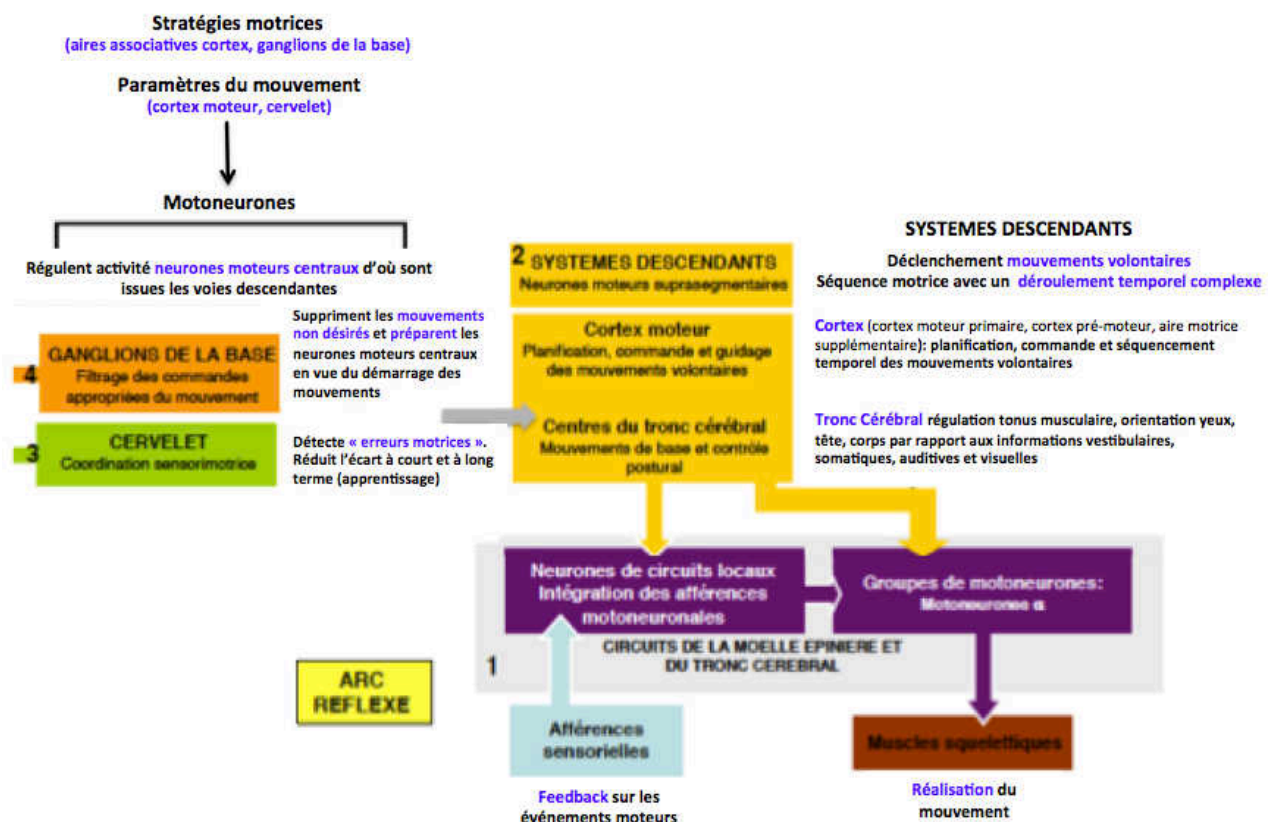 Stratégies motrices
(aires associatives cortex, ganglions de la base)
Paramètres du mouvement
(cortex moteur, cervelet)
Motoneurones
Régulent activité neurones moteurs centraux d'où sont
issues les voies descendantes
4
GANGLIONS DE LA BASE
Filtrage des commandes
appropriées du mouvement
Suppriment les mouvements
non désirés et préparent les
neurones moteurs centraux
en vue du démarrage des
mouvements
3
CERVELET
Coordination sensorimotrice
Détecte « erreurs motrices ».
Réduit l'écart à court et à long
terme (apprentissage)
2 SYSTEMES DESCENDANTS
Neurones moteurs suprasegmentaires
Cortex moteur
Planification, commande et guidage
des mouvements volontaires
Centres du tronc cérébral
Mouvements de base et contrôle
postural
SYSTEMES DESCENDANTS
Déclenchement mouvements volontaires
Séquence motrice avec un déroulement temporel complexe
Cortex (cortex moteur primaire, cortex pré-moteur, aire motrice
supplémentaire): planification, commande et séquencement
temporel des mouvements volontaires
Tronc Cérébral régulation tonus musculaire, orientation yeux,
tête, corps par rapport aux informations vestibulaires,
somatiques, auditives et visuelles
Neurones de circuits locaux
Intégration des afférences
motoneuronales
Groupes de motoneurones:
Motoneurones α
1
CIRCUITS DE LA MOELLE EPINIERE ET
DU TRONC CEREBRAL
ARC
REFLEXE
Afférences
sensorielles
Muscles squelettiques
Feedback sur les
événements moteurs
Réalisation du
mouvement